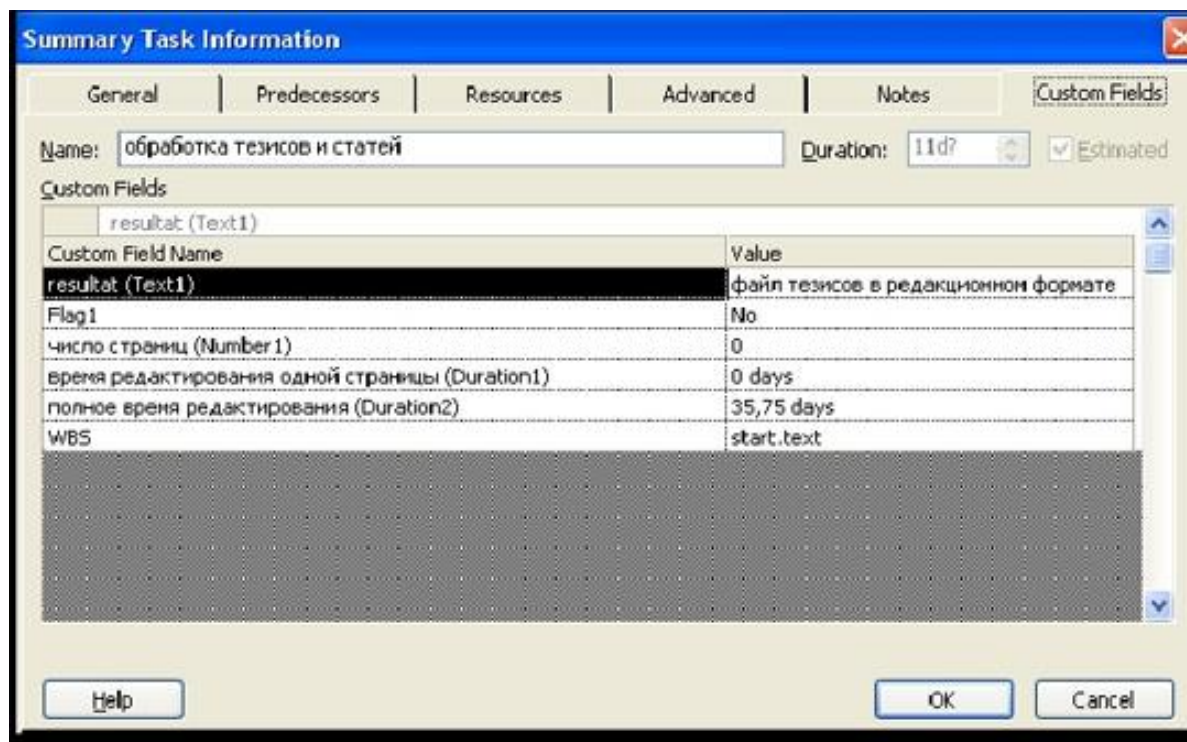 Summary Task Information
General Predecessors Resources Advanced Notes Custom Fields
Name: обработка тезисов и статей Duration: 11d? Estimated
Custom Fields
resultat (Text1)
Custom Field Name Value
resultat (Text1) файл тезисов в редакционном формате
Flag1 No
число страниц (Number1) 0
время редактирования одной страницы (Duration1) 0 days
полное время редактирования (Duration2) 35,75 days
WBS start.text
Help OK Cancel